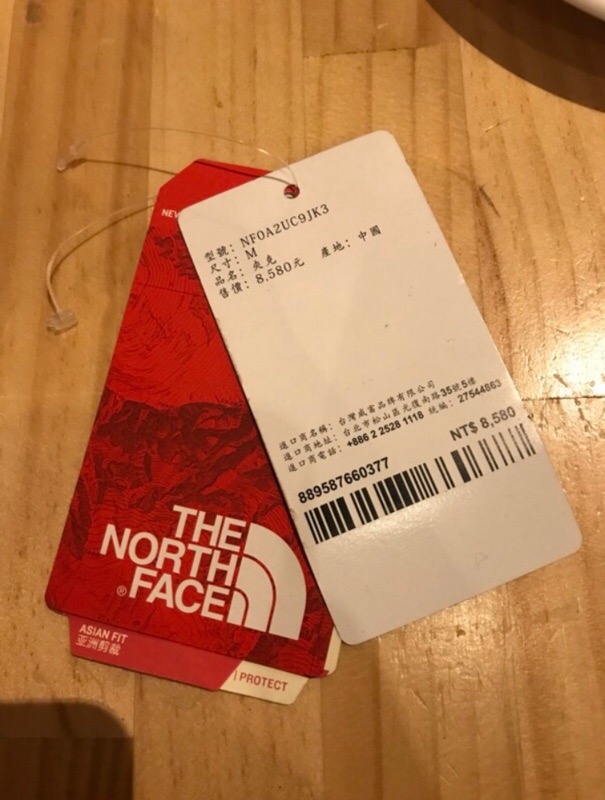 NEV
型號: NF0A2UC9JK3
尺寸: M
品名: 夾克 產地: 中國
售價: 8,580元
進口商名稱: 台灣威富品牌有限公司
進口商地址: 台北市松山區光復南路35號5樓
進口商電話: +886 2 2528 1118 統編: 27544863
NT$ 8,580
889587660377
THE
NORTH
FACE
®
ASIAN FIT
亚洲剪裁
PROTECT